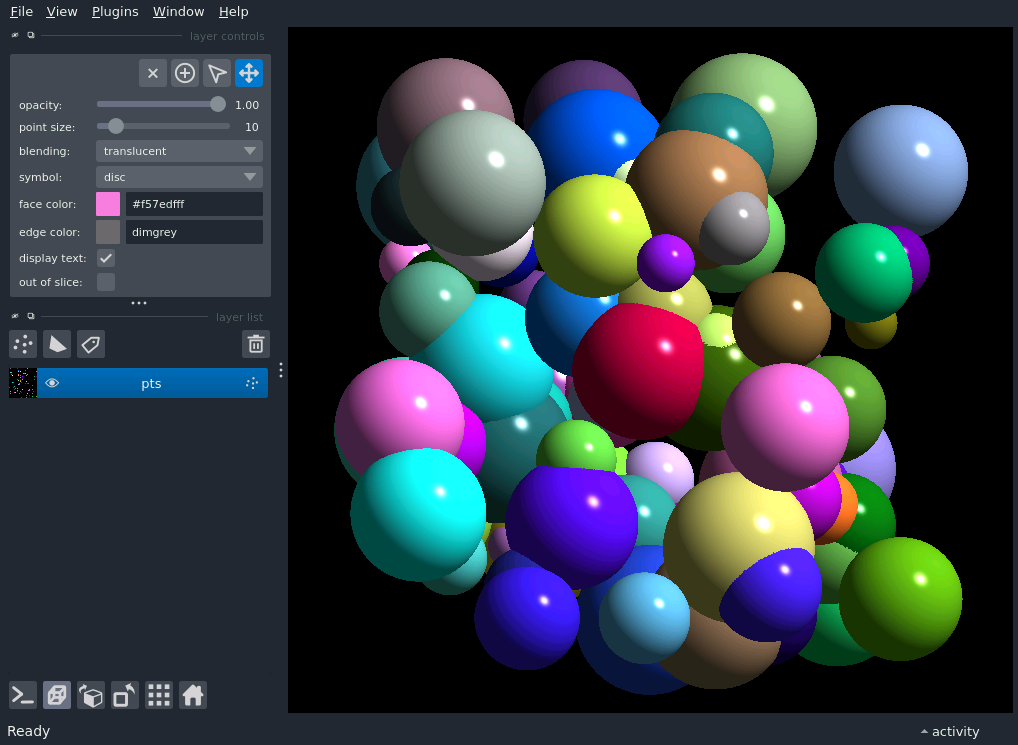 File View Plugins Window Help
layer controls
opacity: 1.00
point size: 10
blending: translucent
symbol: disc
face color: #f57edfff
edge color: dimgrey
display text:
out of slice:
layer list
pts
Ready activity